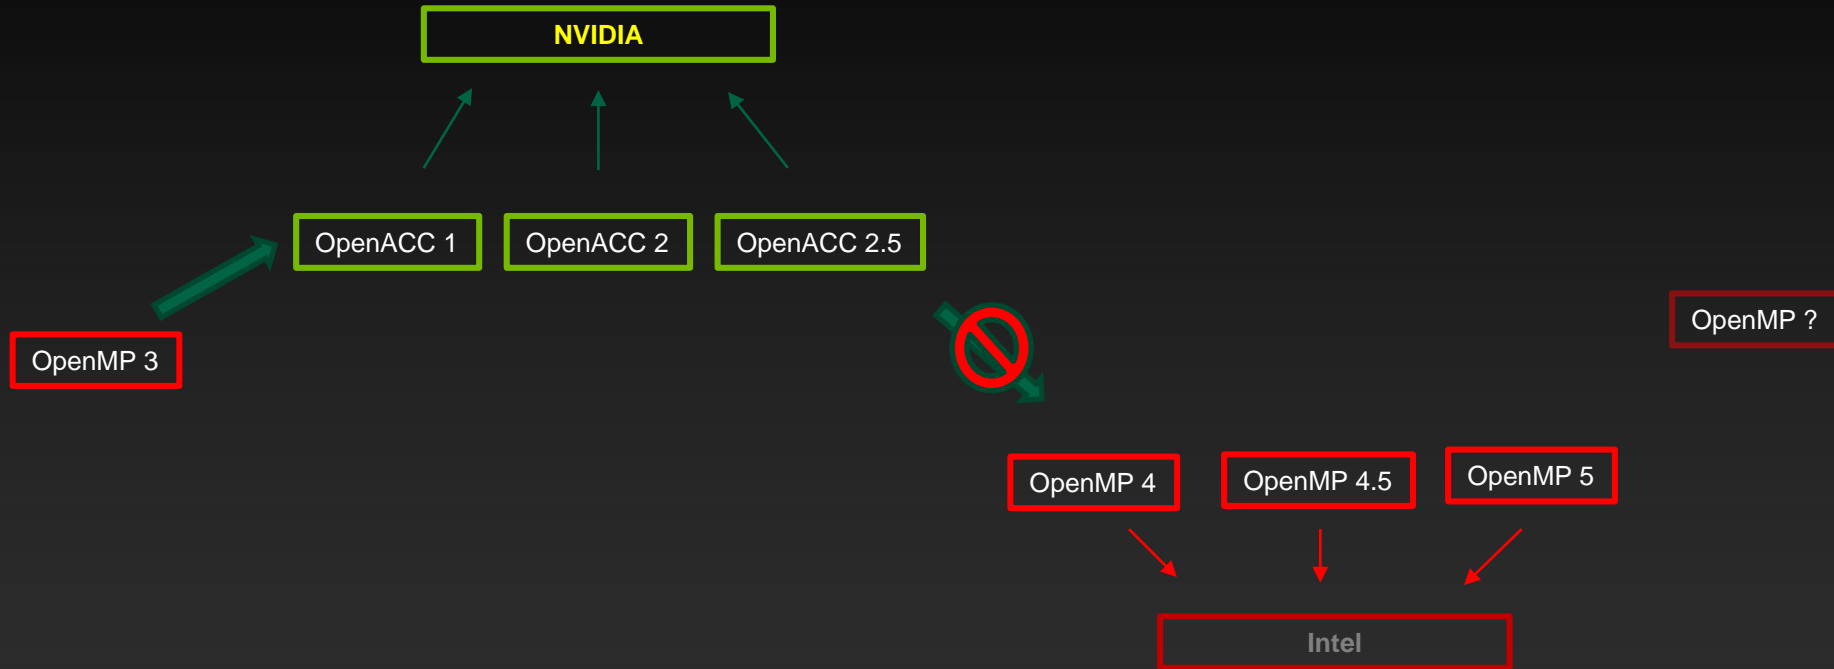 NVIDIA
OpenACC 1
OpenACC 2
OpenACC 2.5
OpenMP ?
OpenMP 3
OpenMP 4
OpenMP 4.5
OpenMP 5
Intel